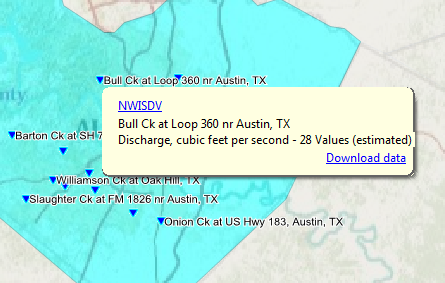 Bull Ck at Loop 360 nr Austin, TX
NWISDV
Bull Ck at Loop 360 nr Austin, TX
Discharge, cubic feet per second - 28 Values (estimated)
Download data
Barton Ck at SH 7
Williamson Ck at Oak Hill, TX
Slaughter Ck at FM 1826 nr Austin, TX
Onion Ck at US Hwy 183, Austin, TX